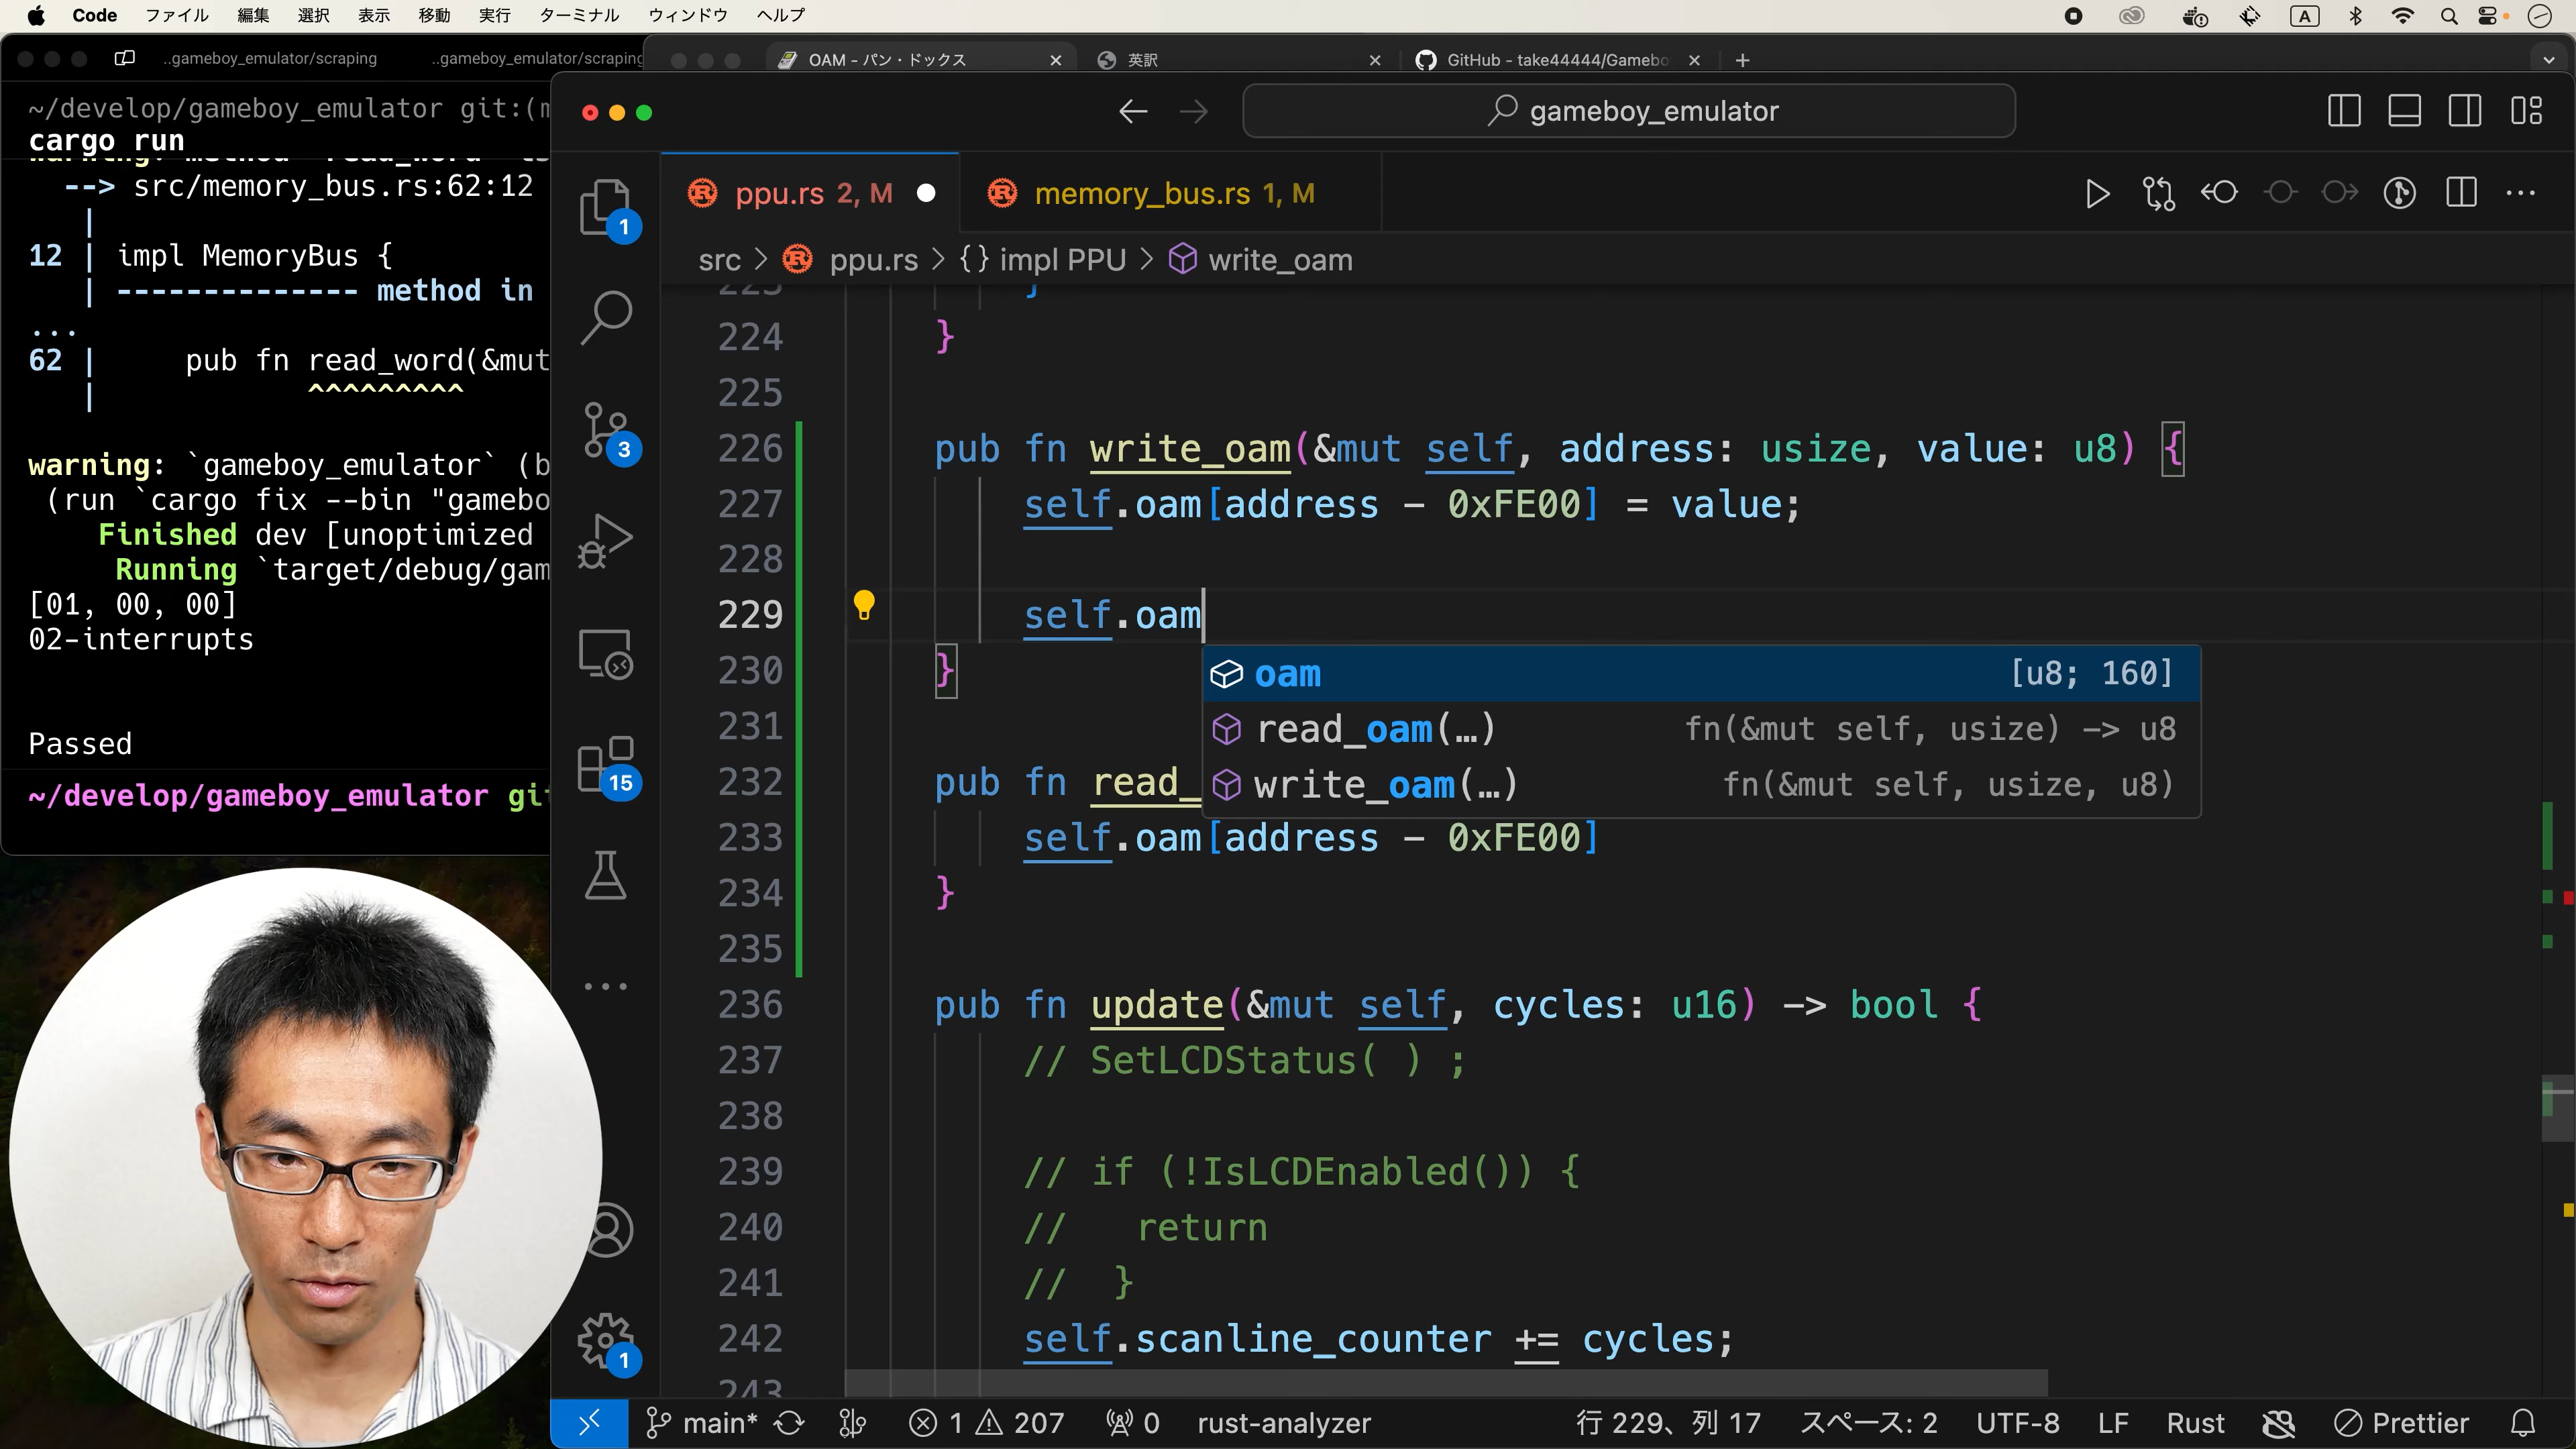 Code ファイル 編集 選択 表示 移動 実行 ターミナル ウィンドウ ヘルプ A
..gameboy_emulator/scraping ..gameboy_emulator/scraping
OAM - パン・ドックス 英訳 GitHub - take44444/Gamebo
~/develop/gameboy_emulator git:(m
cargo run
--> src/memory_bus.rs:62:12
|
12 | impl MemoryBus {
| -------------- method in
...
62 | pub fn read_word(&mut
| ^^^^^^^^^
warning: `gameboy_emulator` (b
(run `cargo fix --bin "gamebo
Finished dev [unoptimized
Running `target/debug/gam
[01, 00, 00]
02-interrupts
Passed
~/develop/gameboy_emulator git
gameboy_emulator
ppu.rs 2, M
memory_bus.rs 1, M
src > ppu.rs > {} impl PPU > write_oam
1
3
15
1
224 }
225
226 pub fn write_oam(&mut self, address: usize, value: u8) {
227 self.oam[address - 0xFE00] = value;
228
229 self.oam
230 }
231
232 pub fn read_
233 self.oam[address - 0xFE00]
234 }
235
236 pub fn update(&mut self, cycles: u16) -> bool {
237 // SetLCDStatus( ) ;
238
239 // if (!IsLCDEnabled()) {
240 // return
241 // }
242 self.scanline_counter += cycles;
243
oam [u8; 160]
read_oam(…) fn(&mut self, usize) -> u8
write_oam(…) fn(&mut self, usize, u8)
main* 1 207 0 rust-analyzer 行 229、列 17 スペース: 2 UTF-8 LF Rust Prettier